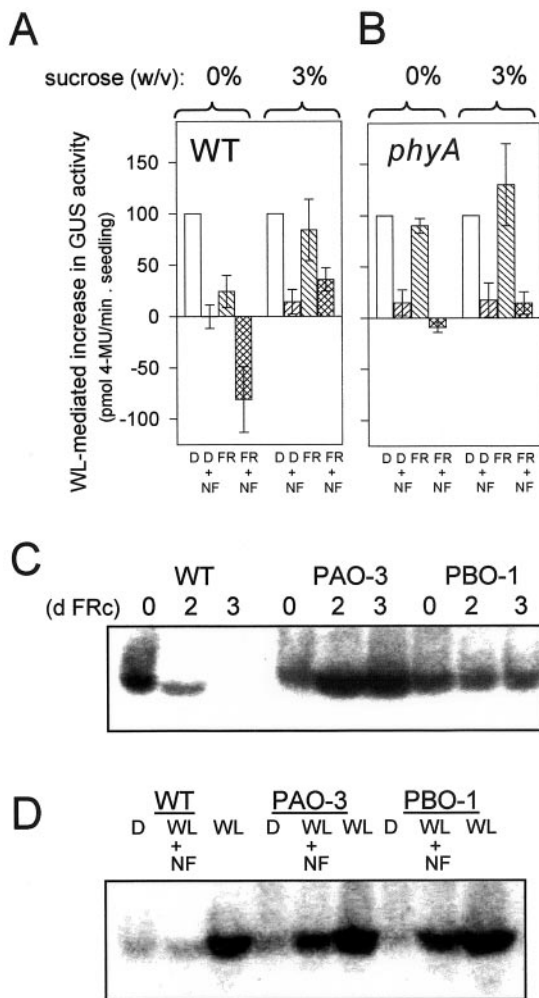 A
B
sucrose (w/v): 0% 3% 0% 3%
WL-mediated increase in GUS activity
(pmol 4-MU/min . seedling)
WT
phyA
150
100
50
0
-50
-100
D D + NF FR FR + NF D D + NF FR FR + NF
D D + NF FR FR + NF D D + NF FR FR + NF
C
WT PAO-3 PBO-1
(d FRc) 0 2 3 0 2 3 0 2 3
D
WT PAO-3 PBO-1
D WL + NF WL D WL + NF WL D WL + NF WL